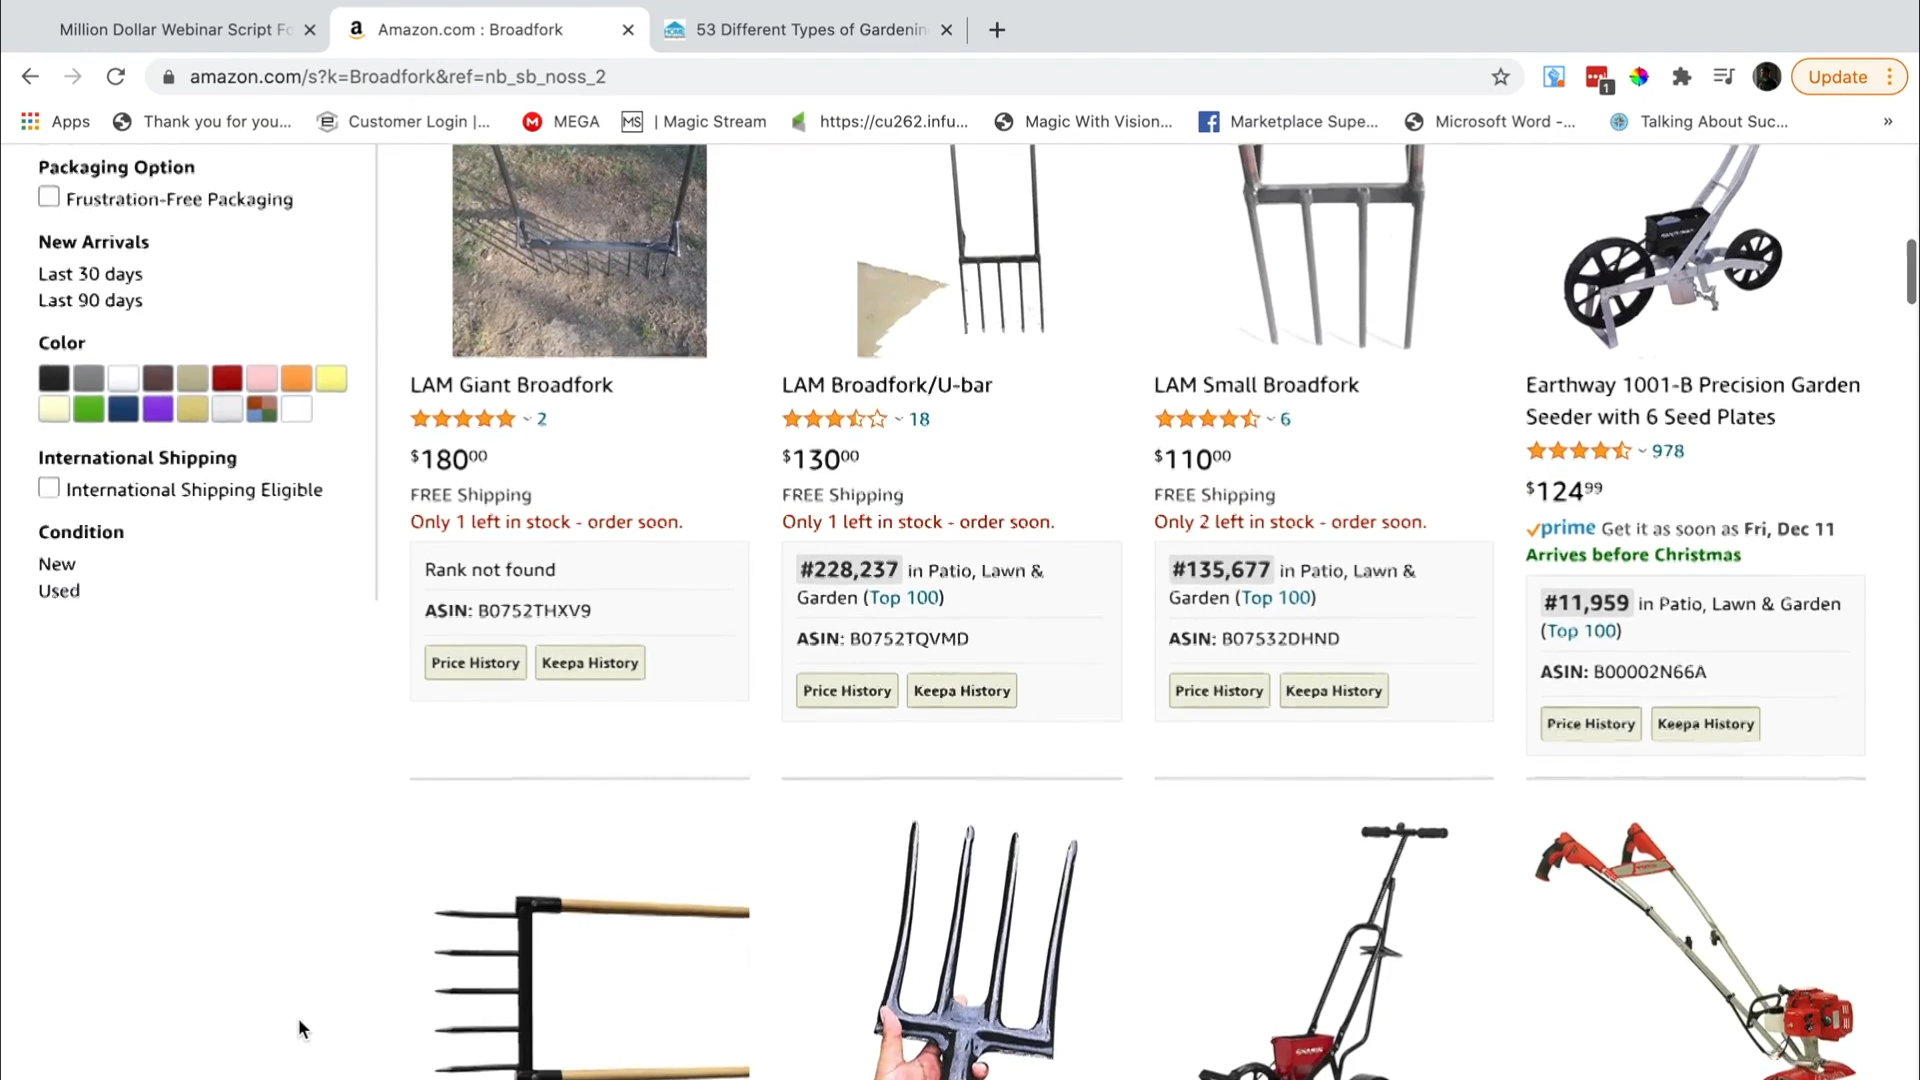 Million Dollar Webinar Script Fo
Amazon.com : Broadfork
53 Different Types of Gardenin
amazon.com/s?k=Broadfork&ref=nb_sb_noss_2
1
Update
Apps
Thank you for you...
Customer Login |...
MEGA
MS
| Magic Stream
https://cu262.infu...
Magic With Vision...
Marketplace Supe...
Microsoft Word -...
Talking About Suc...
»
Packaging Option
Frustration-Free Packaging
New Arrivals
Last 30 days
Last 90 days
Color
International Shipping
International Shipping Eligible
Condition
New
Used
LAM Giant Broadfork
2
$18000
FREE Shipping
Only 1 left in stock - order soon.
Rank not found
ASIN: B0752THXV9
Price History
Keepa History
LAM Broadfork/U-bar
18
$13000
FREE Shipping
Only 1 left in stock - order soon.
#228,237 in Patio, Lawn &
Garden (Top 100)
ASIN: B0752TQVMD
Price History
Keepa History
LAM Small Broadfork
6
$11000
FREE Shipping
Only 2 left in stock - order soon.
#135,677 in Patio, Lawn &
Garden (Top 100)
ASIN: B07532DHND
Price History
Keepa History
Earthway 1001-B Precision Garden
Seeder with 6 Seed Plates
978
$12499
prime Get it as soon as Fri, Dec 11
Arrives before Christmas
#11,959 in Patio, Lawn & Garden
(Top 100)
ASIN: B00002N66A
Price History
Keepa History